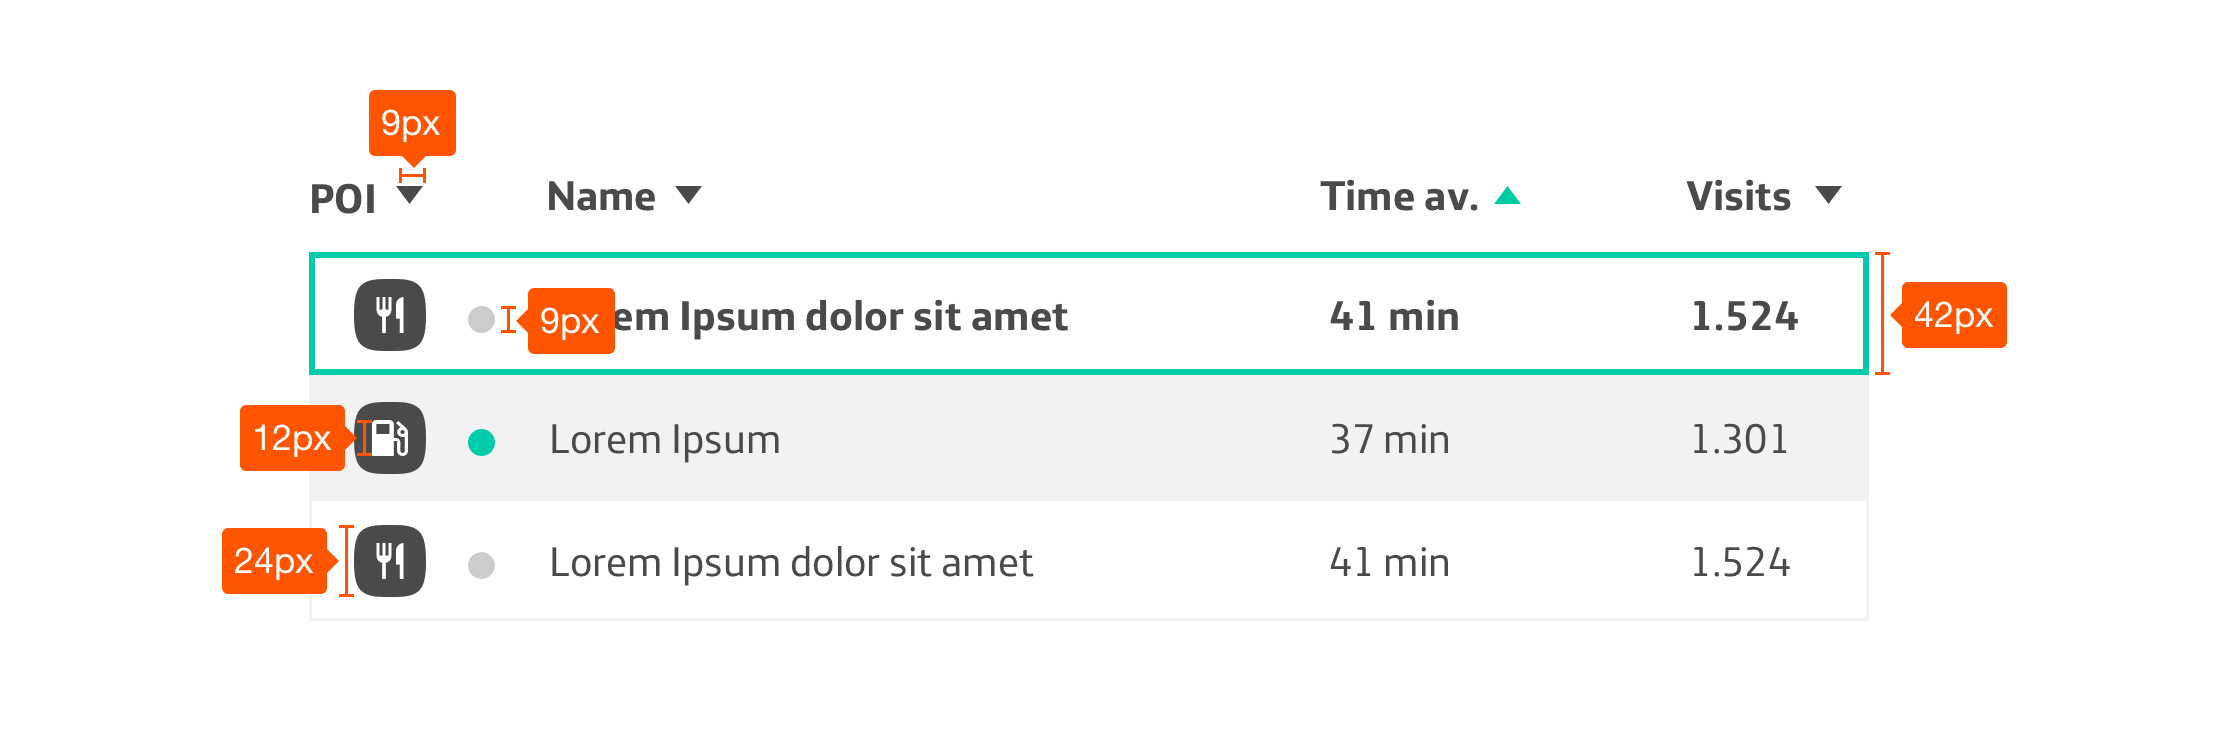 9px
POI Name Time av. Visits
9px em Ipsum dolor sit amet 41 min 1.524 42px
12px Lorem Ipsum 37 min 1.301
24px Lorem Ipsum dolor sit amet 41 min 1.524